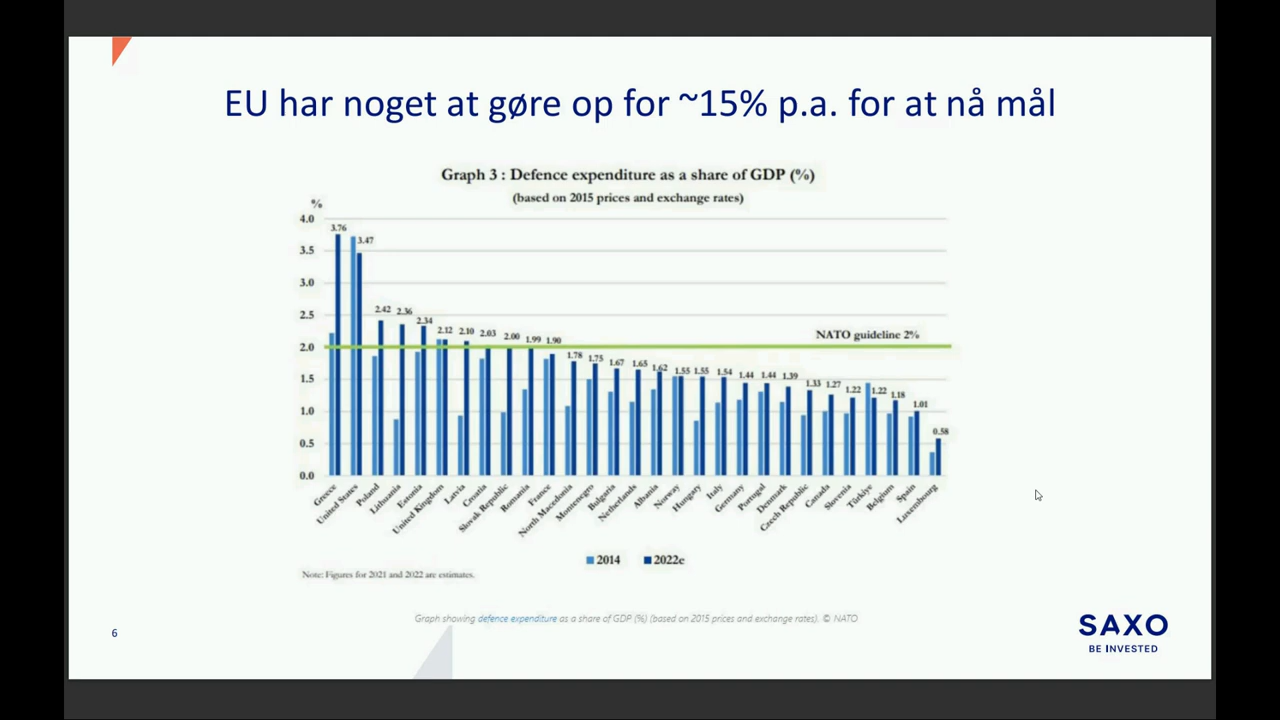 EU har noget at gøre op for ~15% p.a. for at nå mål
Graph 3 : Defence expenditure as a share of GDP (%)
(based on 2015 prices and exchange rates)
%
4.0
3.5
3.0
2.5
2.0
1.5
1.0
0.5
0.0
3.76 3.47 2.42 2.36 2.34 2.12 2.10 2.03 2.00 1.99 1.90 1.78 1.75 1.67 1.65 1.62 1.55 1.55 1.54 1.44 1.44 1.39 1.33 1.27 1.22 1.22 1.18 1.01 0.58
NATO guideline 2%
Greece
United States
Poland
Lithuania
Estonia
United Kingdom
Latvia
Croatia
Slovak Republic
Romania
France
North Macedonia
Montenegro
Bulgaria
Netherlands
Albania
Norway
Hungary
Italy
Germany
Portugal
Denmark
Czech Republic
Canada
Slovenia
Türkiye
Belgium
Spain
Luxembourg
2014 2022e
Note: Figures for 2021 and 2022 are estimates.
Graph showing defence expenditure as a share of GDP (%) (based on 2015 prices and exchange rates). © NATO
6
SAXO
BE INVESTED